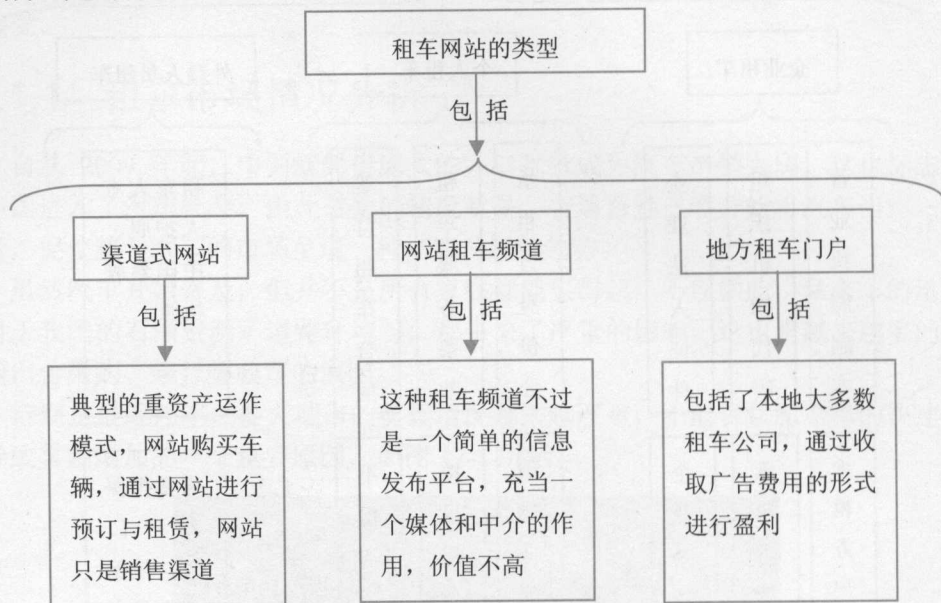 租车网站的类型
包括
渠道式网站
网站租车频道
地方租车门户
包括
包括
包括
典型的重资产运作
模式，网站购买车
辆，通过网站进行
预订与租赁，网站
只是销售渠道
这种租车频道不过
是一个简单的信息
发布平台，充当一
个媒体和中介的作
用，价值不高
包括了本地大多数
租车公司，通过收
取广告费用的形式
进行盈利